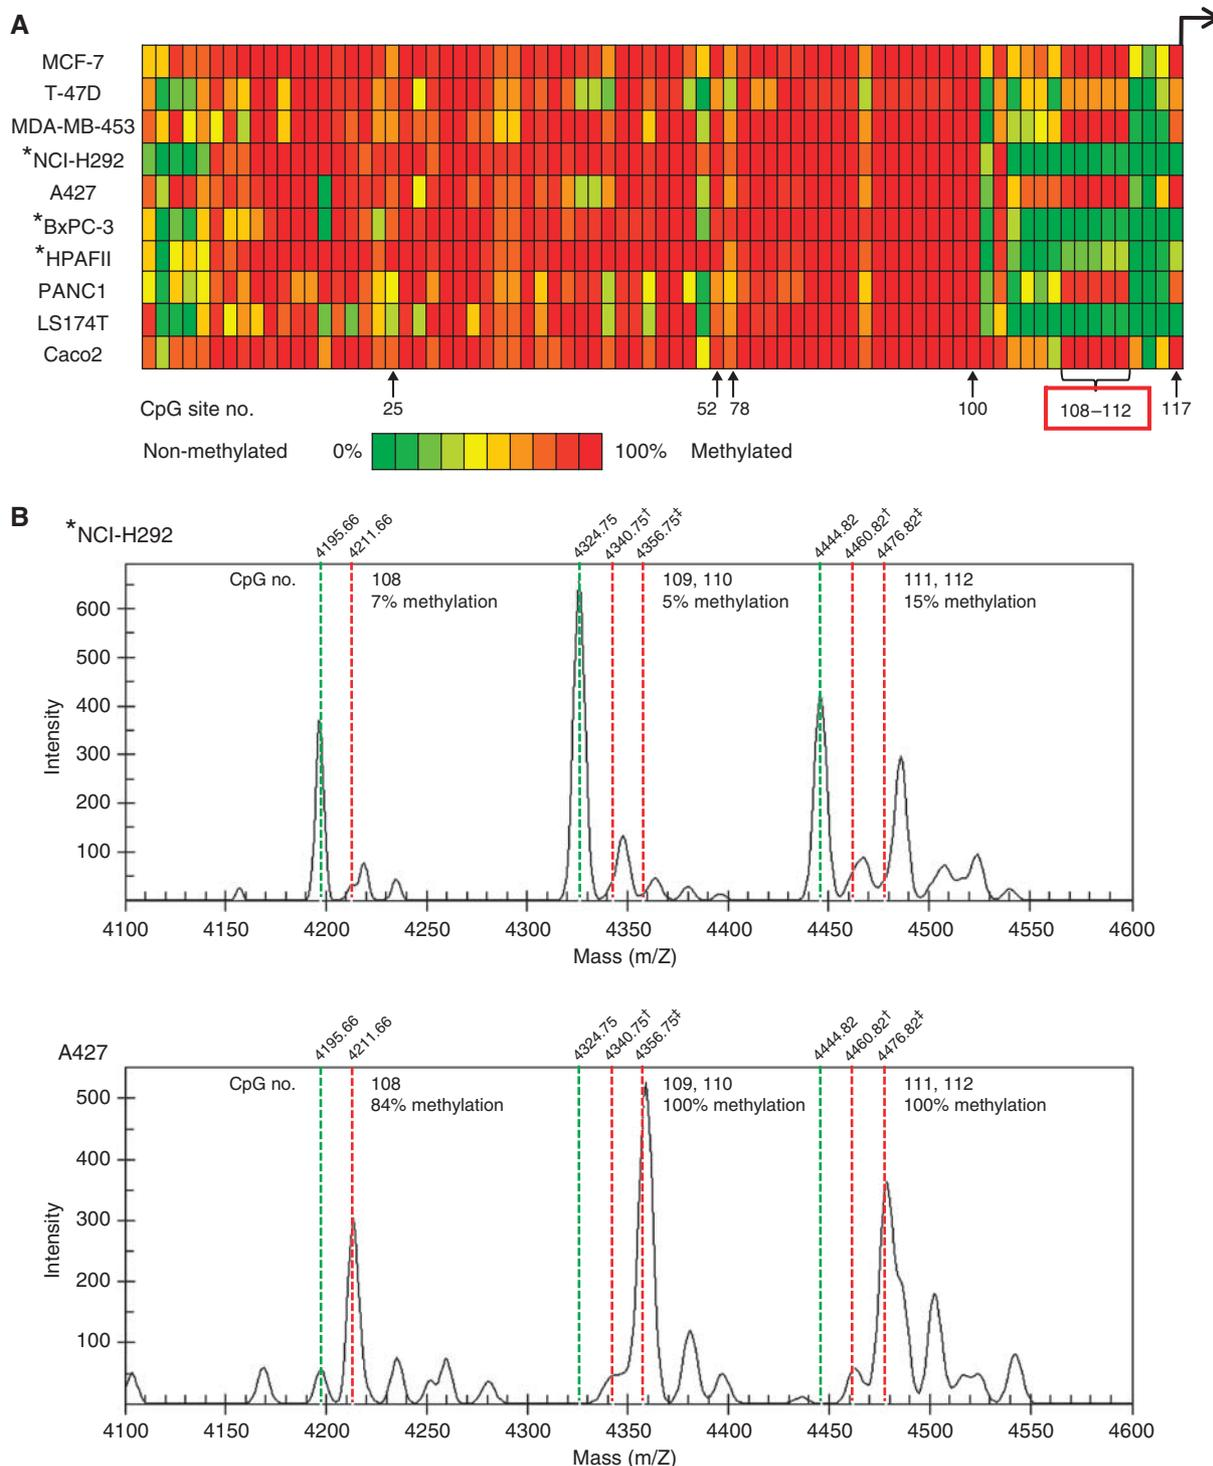 A
MCF-7
T-47D
MDA-MB-453
*NCI-H292
A427
*BxPC-3
*HPAFII
PANC1
LS174T
Caco2
CpG site no. 25 52 78 100 108–112 117
Non-methylated 0% 100% Methylated
B
*NCI-H292
4195.66 4211.66 4324.75 4340.75† 4356.75‡ 4444.82 4460.82† 4476.82‡
CpG no. 108 109, 110 111, 112
7% methylation 5% methylation 15% methylation
Intensity
600
500
400
300
200
100
4100 4150 4200 4250 4300 4350 4400 4450 4500 4550 4600
Mass (m/Z)
A427
4195.66 4211.66 4324.75 4340.75† 4356.75‡ 4444.82 4460.82† 4476.82‡
CpG no. 108 109, 110 111, 112
84% methylation 100% methylation 100% methylation
Intensity
500
400
300
200
100
4100 4150 4200 4250 4300 4350 4400 4450 4500 4550 4600
Mass (m/Z)